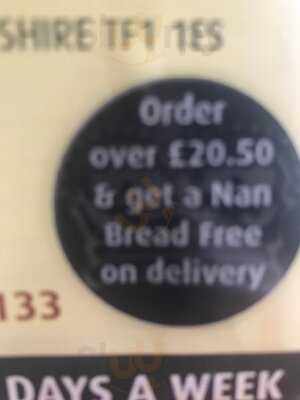 SHIRE TF1 1ES
Order
over £20.50
& get a Nan
Bread Free
on delivery
133
DAYS A WEEK